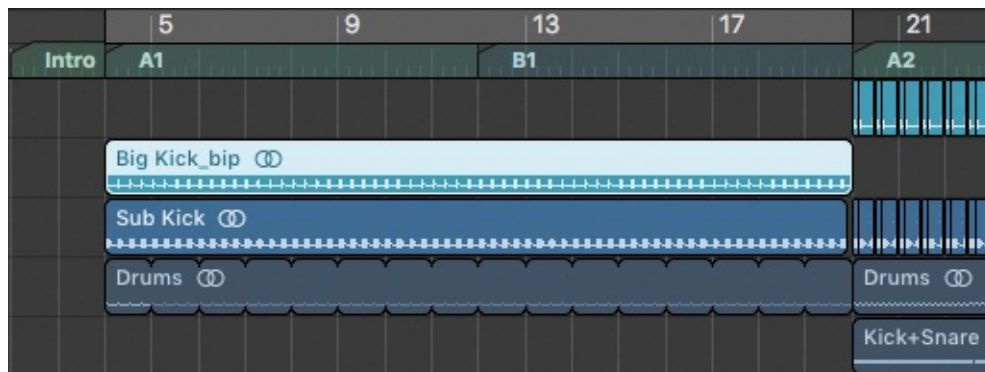 5 9 13 17 21
Intro A1 B1 A2
Big Kick_bip
Sub Kick
Drums Drums
Kick+Snare